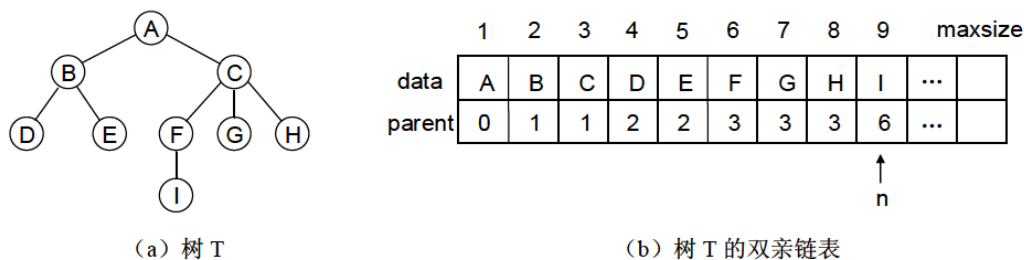 A
B C
D E F G H
I
（a）树 T
1 2 3 4 5 6 7 8 9 maxsize
data A B C D E F G H I ...
parent 0 1 1 2 2 3 3 3 6 ...
n
（b）树 T 的双亲链表